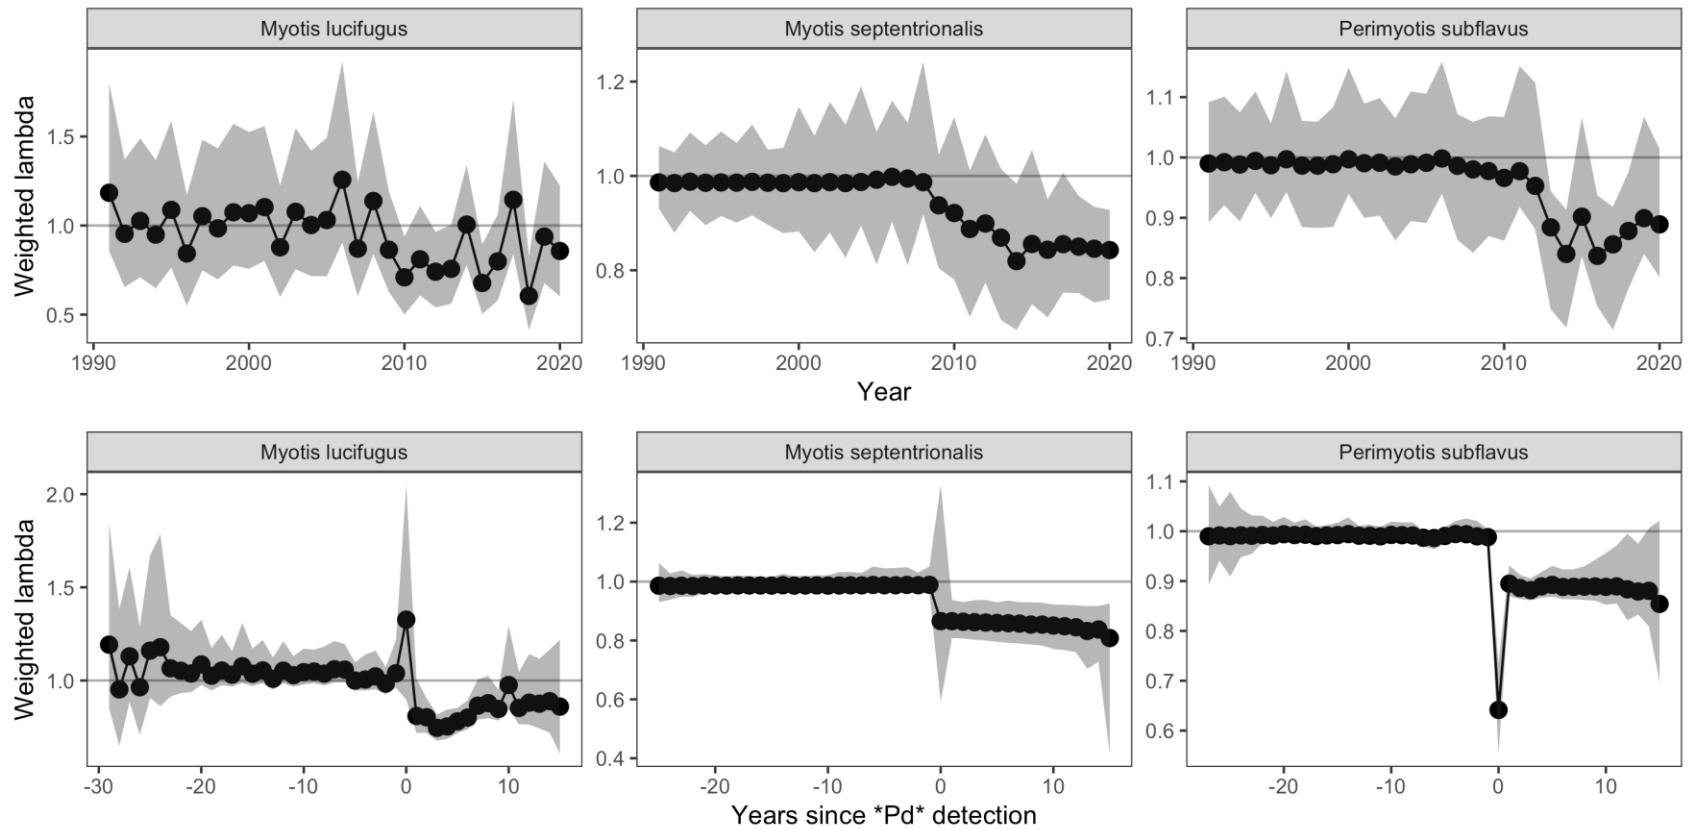 Myotis lucifugus
Myotis septentrionalis
Perimyotis subflavus
Weighted lambda
1.5
1.0
0.5
1990 2000 2010 2020
1.2
1.0
0.8
1990 2000 2010 2020
1.1
1.0
0.9
0.8
0.7
1990 2000 2010 2020
Year
Myotis lucifugus
Myotis septentrionalis
Perimyotis subflavus
Weighted lambda
2.0
1.5
1.0
-30 -20 -10 0 10
1.2
1.0
0.8
0.6
0.4
-20 -10 0 10
1.1
1.0
0.9
0.8
0.7
0.6
-20 -10 0 10
Years since *Pd* detection